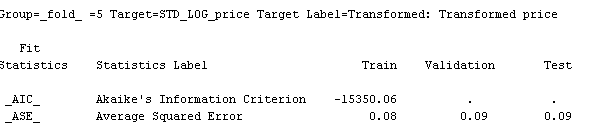 Group=_fold_ =5 Target=STD_LOG_price Target Label=Transformed: Transformed price
Fit
Statistics Statistics Label Train Validation Test
_AIC_ Akaike's Information Criterion -15350.06 . .
_ASE_ Average Squared Error 0.08 0.09 0.09